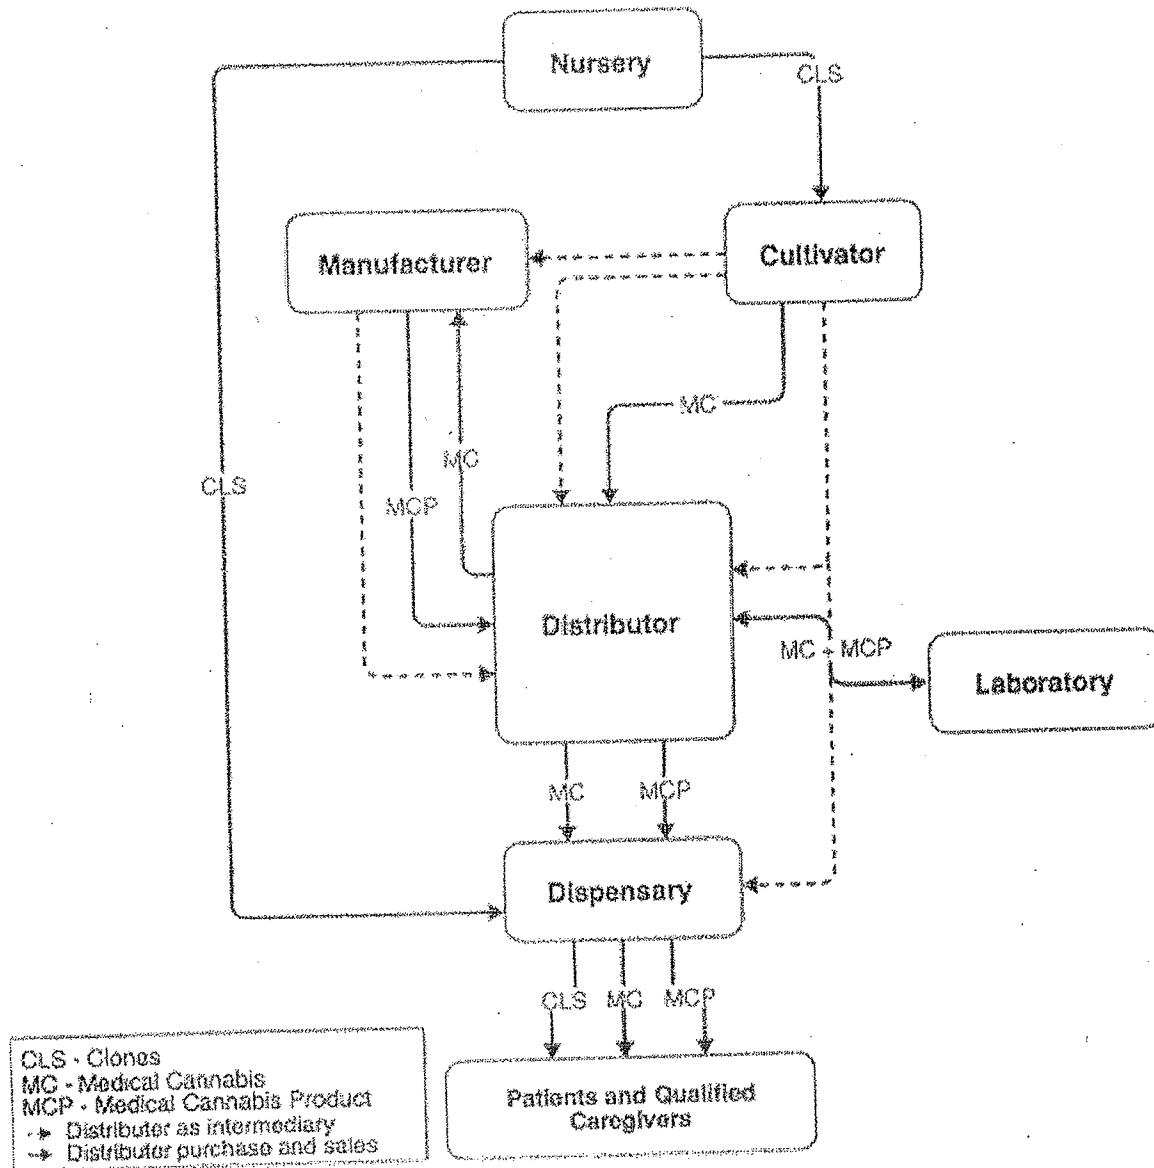 Nursery
CLS
Manufacturer
Cultivator
MC
MC
CLS
MCP
Distributor
MC - MCP
Laboratory
MC
MCP
Dispensary
CLS
MC
MCP
CLS - Clones
MC - Medical Cannabis
MCP - Medical Cannabis Product
Distributer as intermediary
Distributor purchase and sales
Patients and Qualified
Caregivers